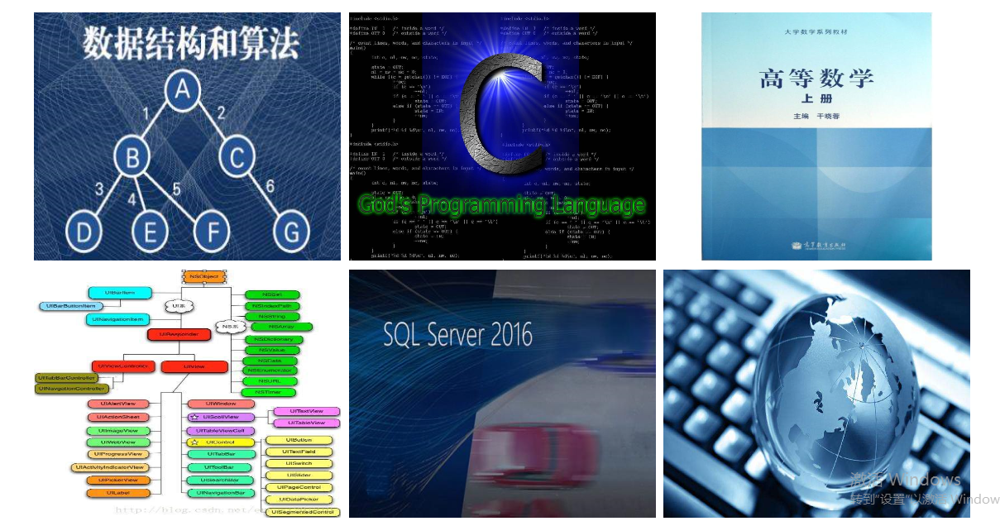 数据结构和算法
A
1
2
B
C
3
4
5
6
D
E
F
G
#include <stdio.h>
#define IN 1 /* inside a word */
#define OUT 0 /* outside a word */
/* count lines, words, and characters in input */
main()
{
int c, nl, nw, nc, state;
state = OUT;
nl = nw = nc = 0;
while ((c = getchar()) != EOF) {
++nc;
if (c == '\n')
++nl;
if (c == ' ' || c == '\n' || c == '\t')
state = OUT;
else if (state == OUT) {
state = IN;
++nw;
}
}
printf("%d %d %d\n", nl, nw, nc);
}
C
God's Programming Language
大学数学系列教材
高等数学
上册
主编 干晓蓉
高等教育出版社
NSObject
UIBarItem
UIBarButtonItem
UINavigationItem
UI系
NS系
UIResponder
NSSet
NSIndexPath
NSString
NSArray
NSDictionary
NSValue
NSData
NSEnumerator
NSURL
NSTimer
UIViewController
UIView
UITabBarController
UINavigationController
UIAlertView
UIActionSheet
UIImageView
UIWebView
UIProgressView
UIActivityIndicatorView
UIPickerView
UILabel
UIWindow
UIScrollView
UITableViewCell
UIControl
UITabBar
UIToolBar
UISearchBar
UINavigationBar
UITextView
UITableView
UIButton
UITextField
UISwitch
UISlider
UIPageControl
UIDataPicker
UISegmentedControl
http://blog.csdn.net/
SQL Server 2016
激活 Windows
转到"设置"以激活 Window